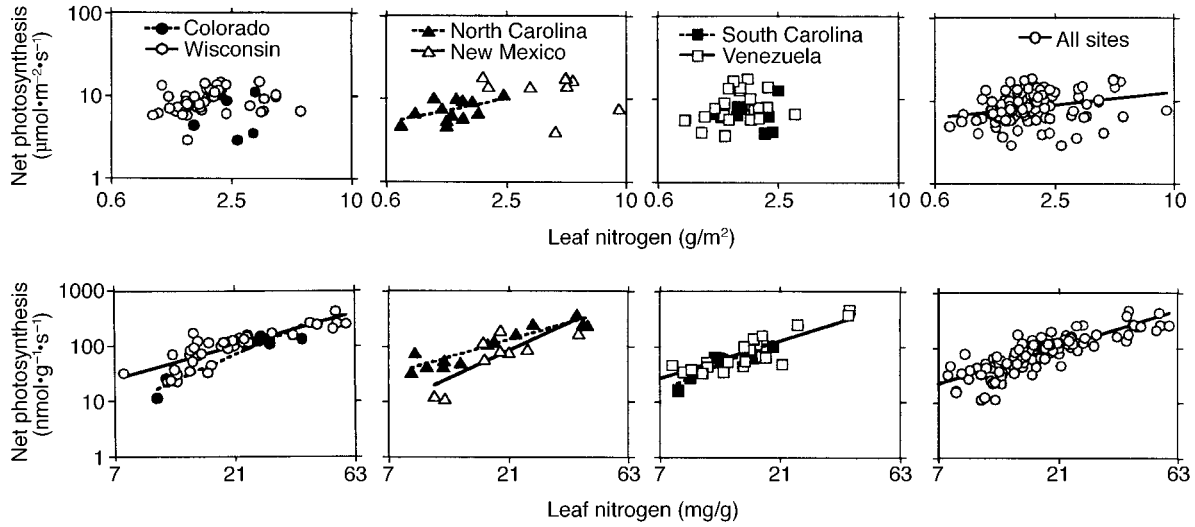 Net photosynthesis
(μmol•m⁻²•s⁻¹)
100
10
1
Colorado
Wisconsin
North Carolina
New Mexico
South Carolina
Venezuela
All sites
0.6 2.5 10
0.6 2.5 10
0.6 2.5 10
0.6 2.5 10
Leaf nitrogen (g/m²)
Net photosynthesis
(nmol•g⁻¹•s⁻¹)
1000
100
10
1
7 21 63
7 21 63
7 21 63
7 21 63
Leaf nitrogen (mg/g)